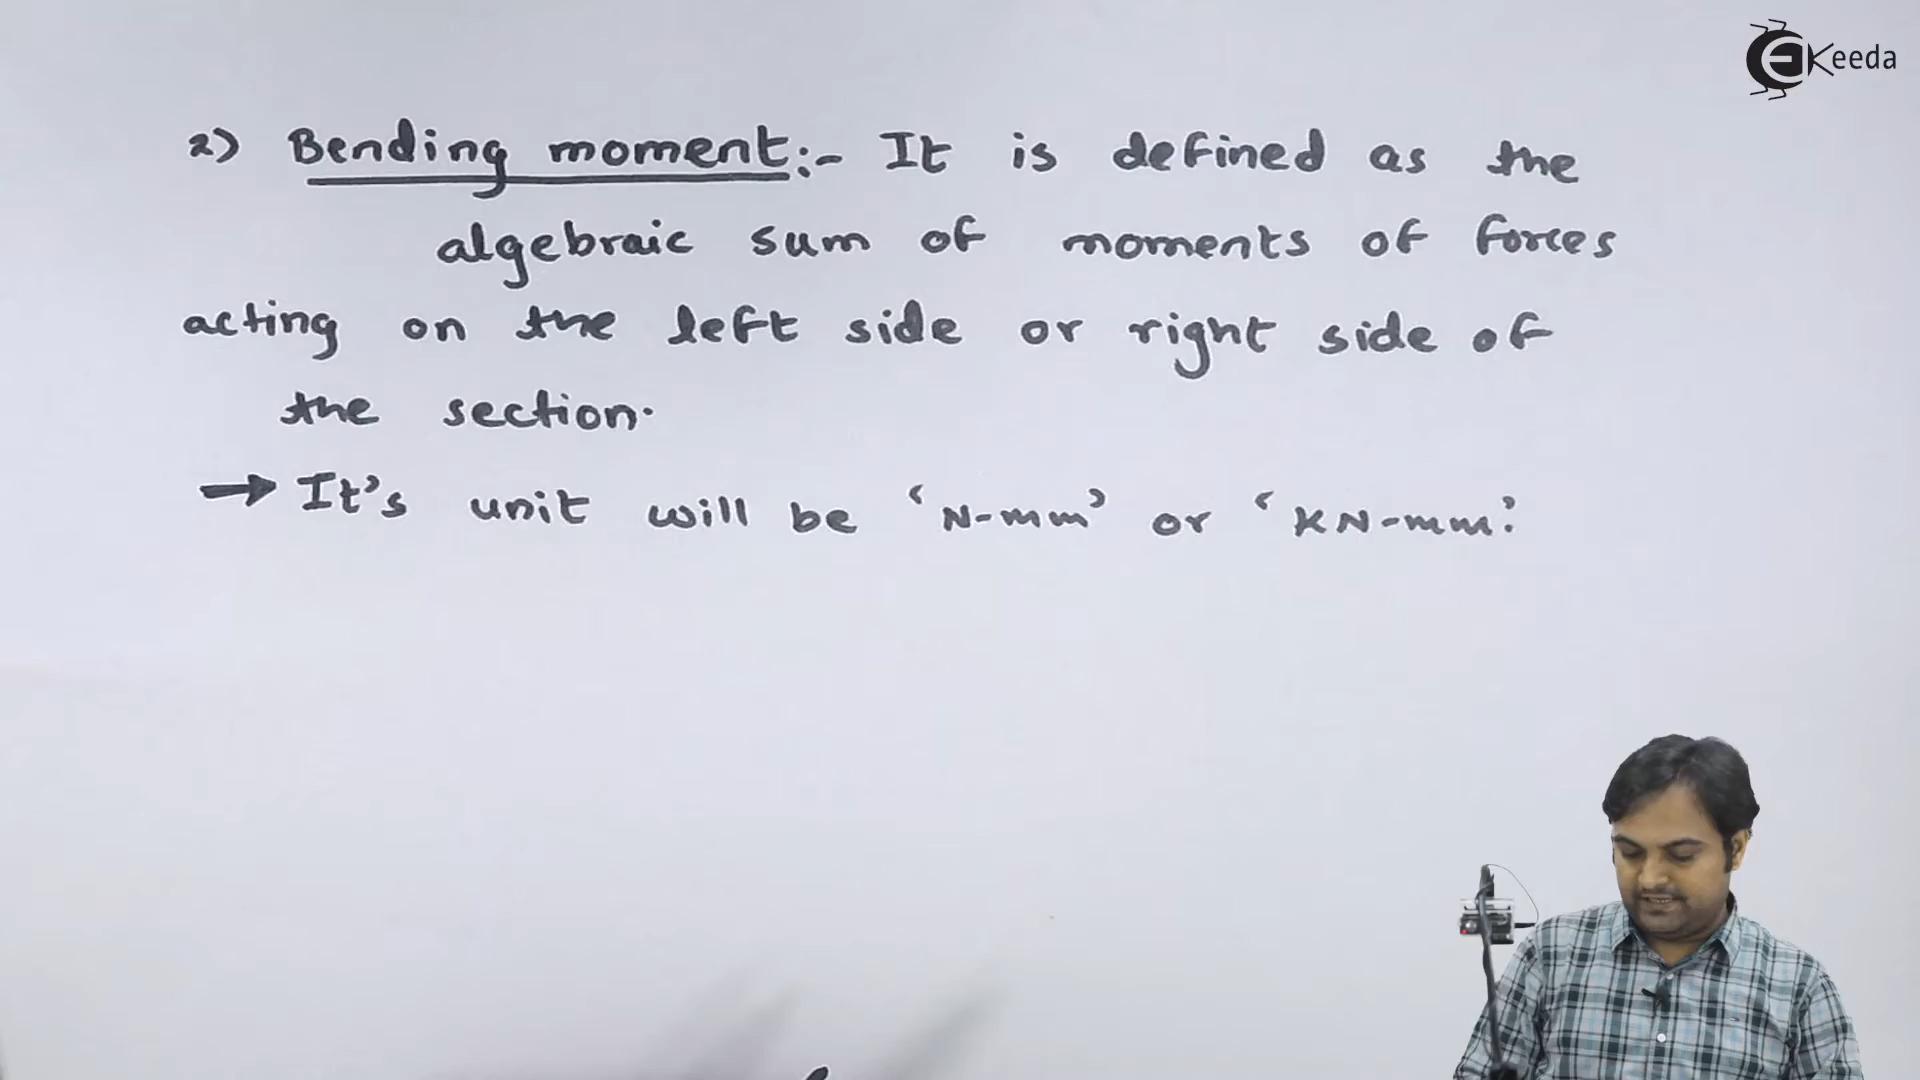 EKeeda
2) Bending moment:- It is defined as the
algebraic sum of moments of forces
acting on the left side or right side of
the section.
→ It's unit will be ‘N-mm’ or ‘KN-mm’.